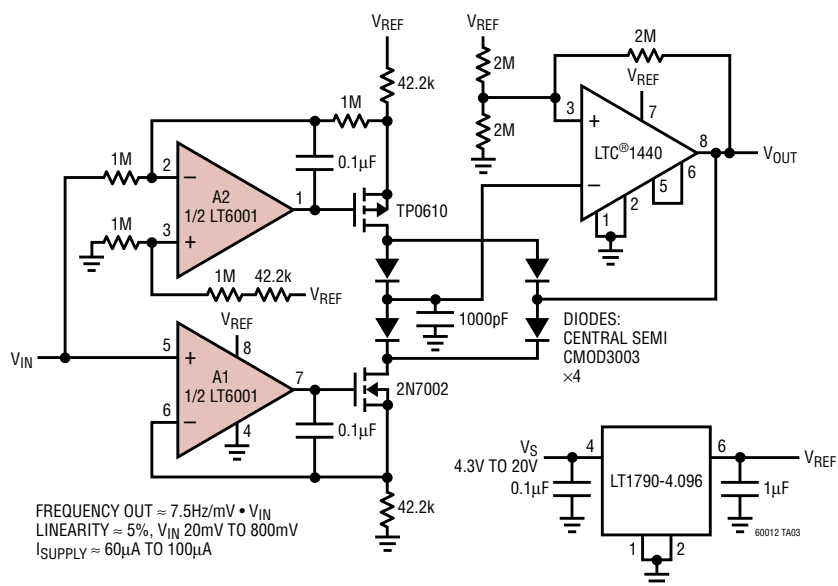 VREF
VREF
2M
2M
42.2k
VREF
1M
3
7
+
8
2M
LTC®1440
VOUT
1M
2
−
0.1µF
6
A2
1
−
5
1/2 LT6001
TP0610
2
1M
3
+
1
1M
42.2k
VREF
1000pF
DIODES:
CENTRAL SEMI
CMOD3003
×4
VREF
8
VIN
5
+
A1
7
2N7002
1/2 LT6001
6
−
0.1µF
4
VS
4
6
VREF
4.3V TO 20V
LT1790-4.096
0.1µF
1µF
42.2k
FREQUENCY OUT ≈ 7.5Hz/mV • VIN
LINEARITY ≈ 5%, VIN 20mV TO 800mV
ISUPPLY ≈ 60µA TO 100µA
1
2
60012 TA03